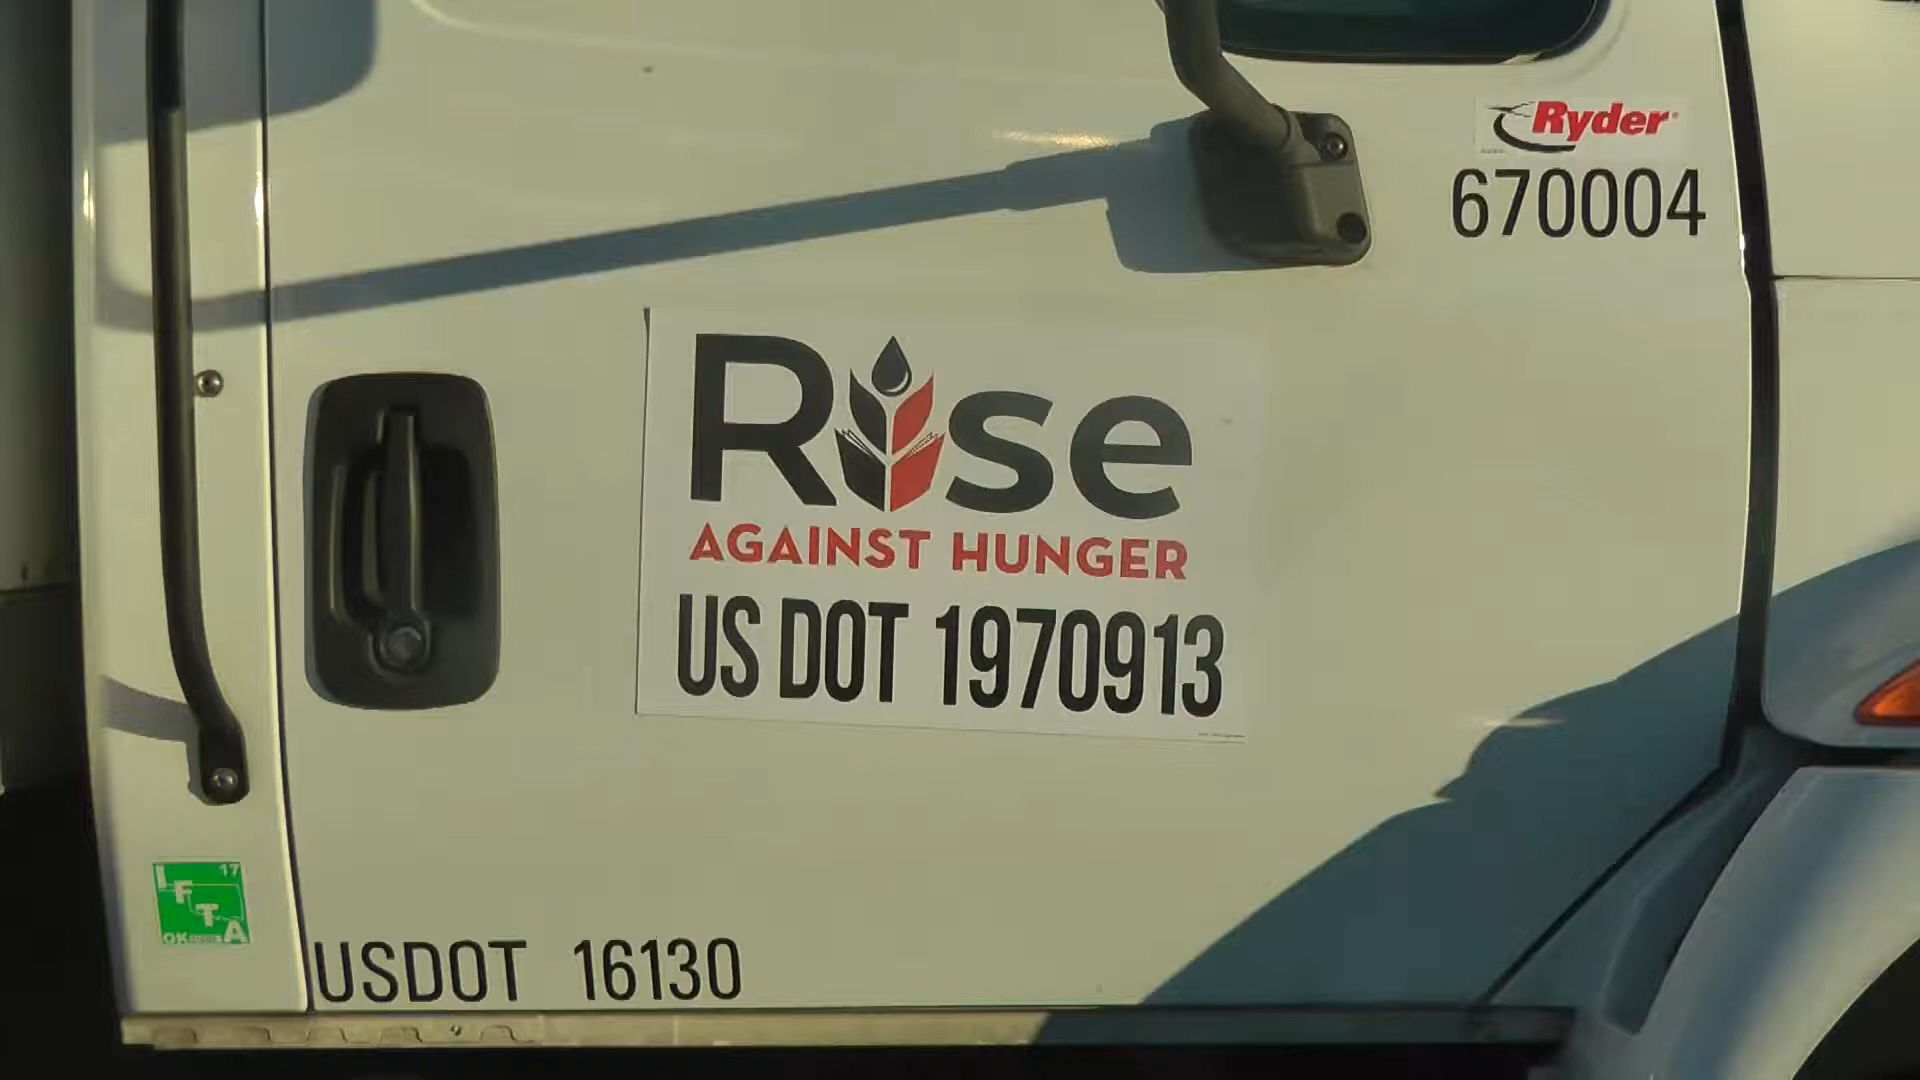 Ryder
670004
Rise
AGAINST HUNGER
US DOT 1970913
17
IFTA
OK
USDOT 16130